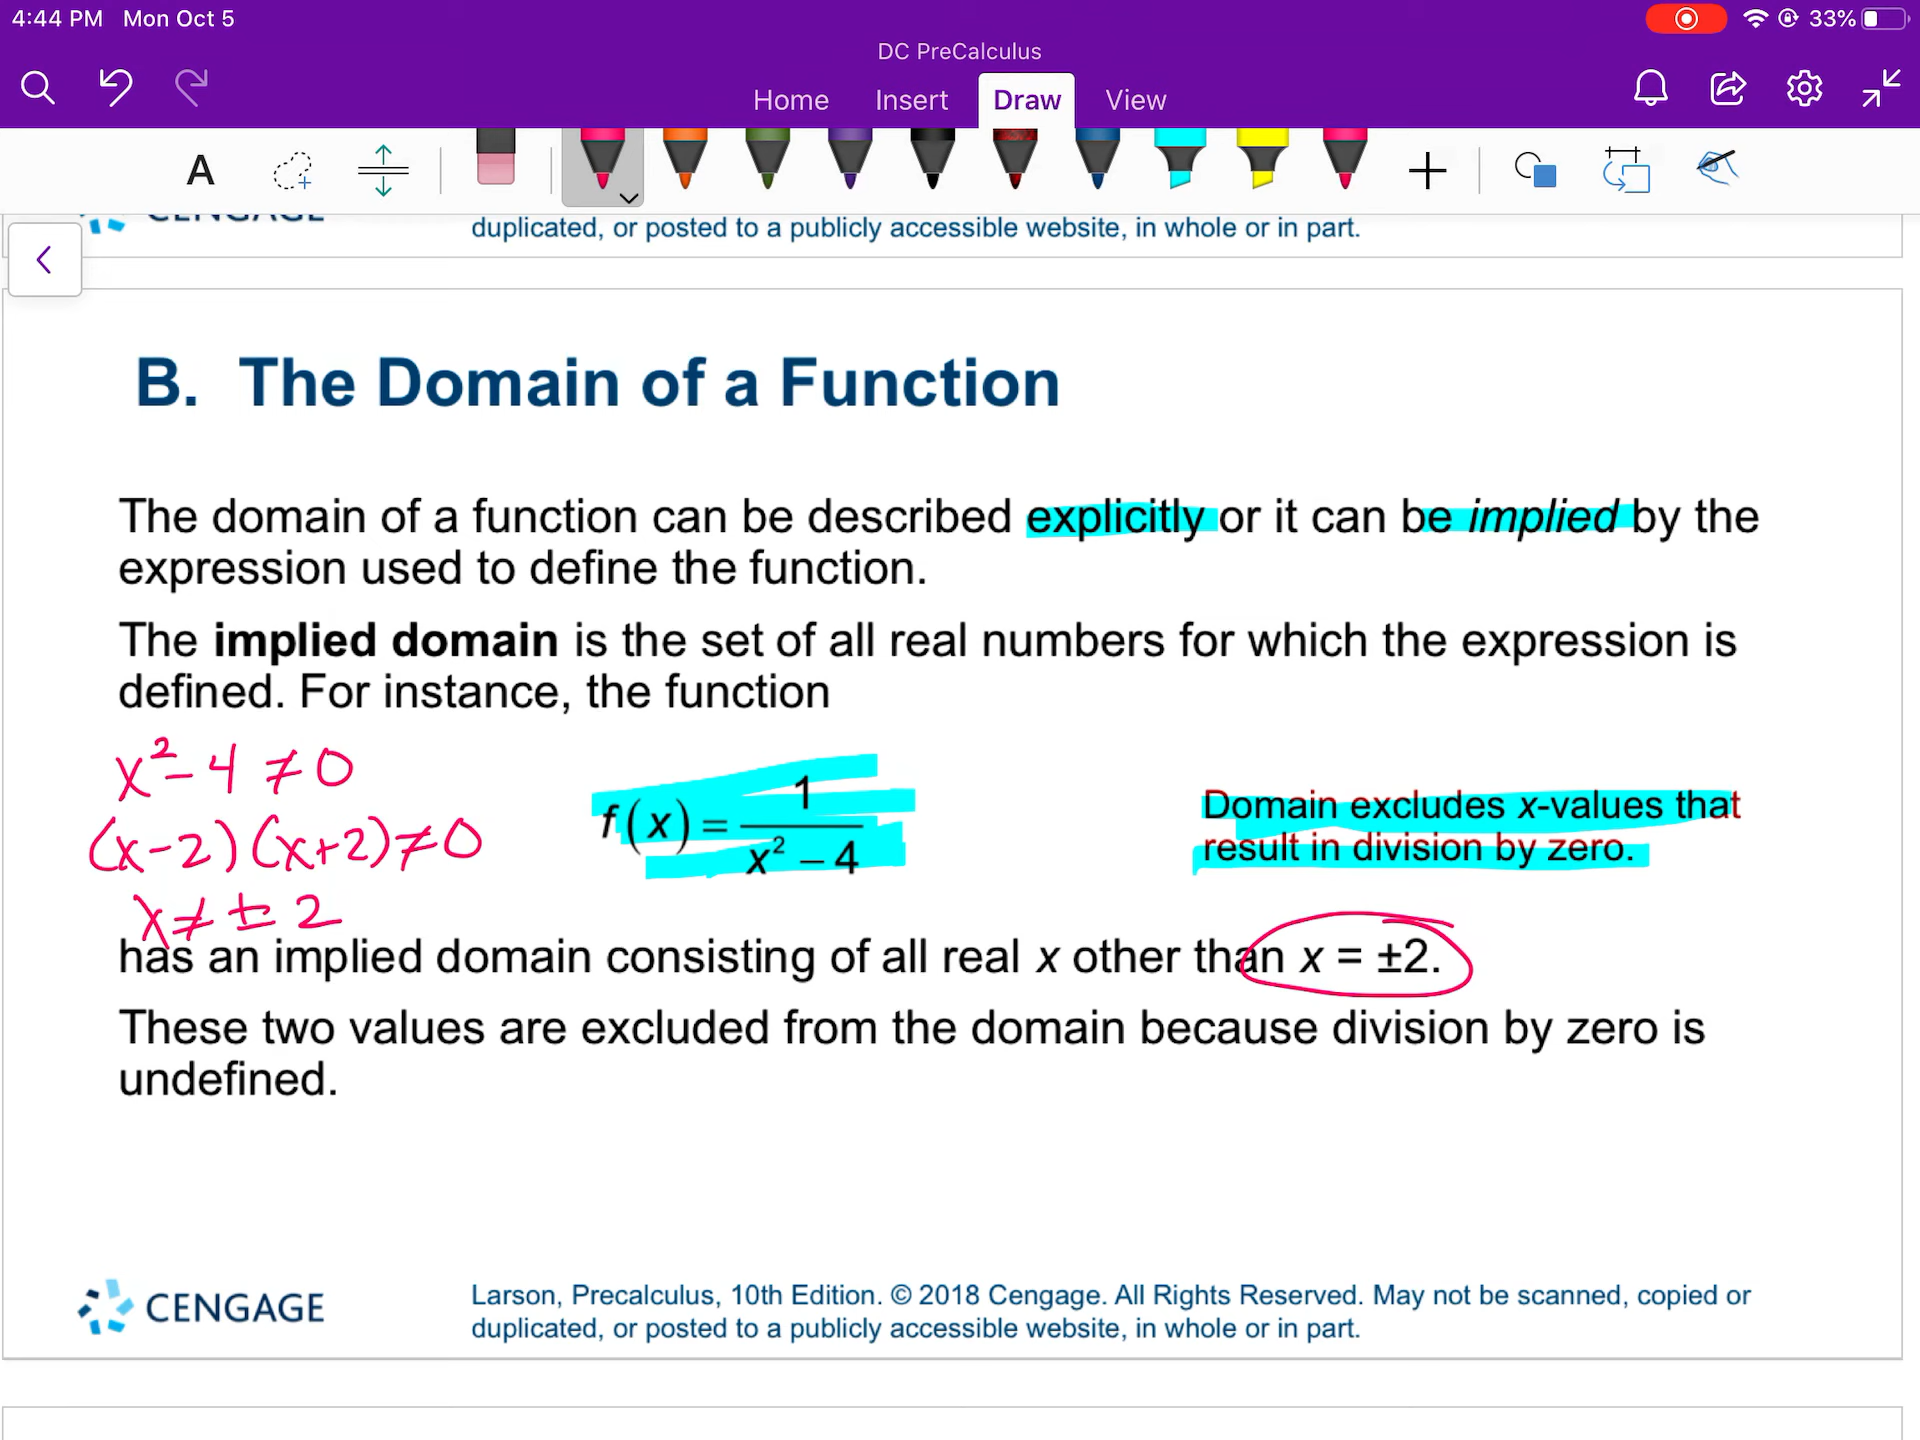 4:44 PM Mon Oct 5
33%
DC PreCalculus
Home Insert Draw View
A
CENGAGE
duplicated, or posted to a publicly accessible website, in whole or in part.
B. The Domain of a Function
The domain of a function can be described explicitly or it can be implied by the
expression used to define the function.
The implied domain is the set of all real numbers for which the expression is
defined. For instance, the function
x²-4 ≠ 0
(x-2)(x+2) ≠ 0
x ≠ ± 2
f(x) = 1 / (x² – 4)
Domain excludes x-values that
result in division by zero.
has an implied domain consisting of all real x other than x = ±2.
These two values are excluded from the domain because division by zero is
undefined.
CENGAGE
Larson, Precalculus, 10th Edition. © 2018 Cengage. All Rights Reserved. May not be scanned, copied or
duplicated, or posted to a publicly accessible website, in whole or in part.